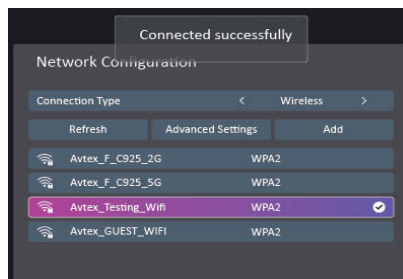 Connected successfully
Network Configuration
Connection Type < Wireless >
Refresh Advanced Settings Add
Avtex_F_C925_2G WPA2
Avtex_F_C925_5G WPA2
Avtex_Testing_Wifi WPA2
Avtex_GUEST_WIFI WPA2